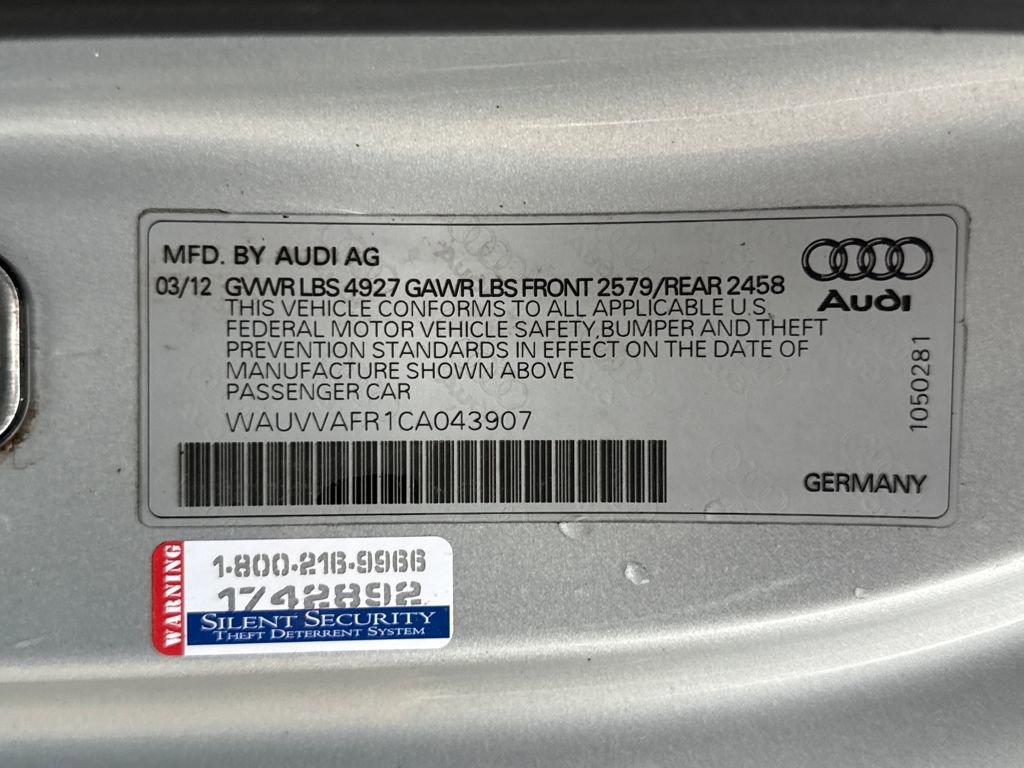 MFD. BY AUDI AG
03/12 GVWR LBS 4927 GAWR LBS FRONT 2579/REAR 2458
THIS VEHICLE CONFORMS TO ALL APPLICABLE U.S.
FEDERAL MOTOR VEHICLE SAFETY,BUMPER AND THEFT
PREVENTION STANDARDS IN EFFECT ON THE DATE OF
MANUFACTURE SHOWN ABOVE
PASSENGER CAR
WAUVVAFR1CA043907
Audi
1050281
GERMANY
WARNING
1-800-216-9966
1742892
SILENT SECURITY
THEFT DETERRENT SYSTEM